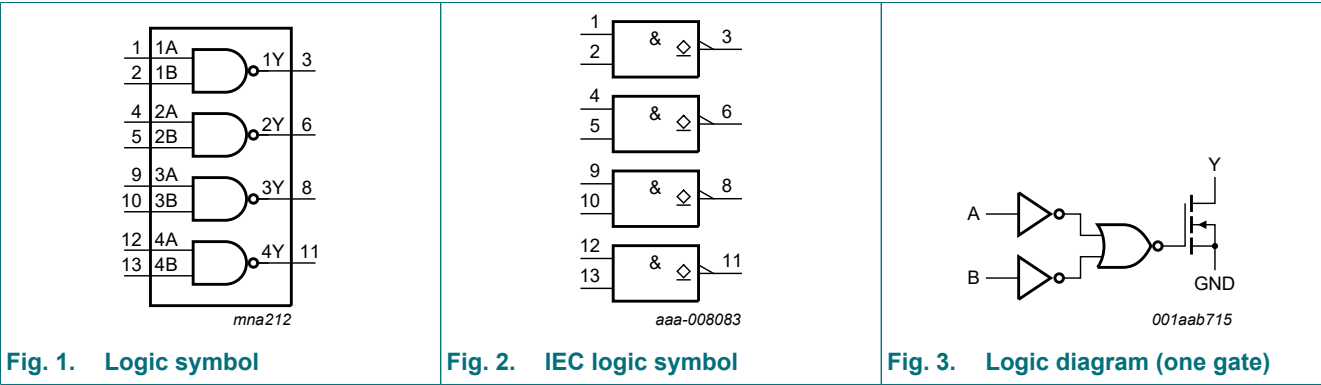 1 1A 1Y 3
2 1B
4 2A 2Y 6
5 2B
9 3A 3Y 8
10 3B
12 4A 4Y 11
13 4B
mna212
Fig. 1. Logic symbol
1 & 3
2
4 & 6
5
9 & 8
10
12 & 11
13
aaa-008083
Fig. 2. IEC logic symbol
Y
A
B
GND
001aab715
Fig. 3. Logic diagram (one gate)